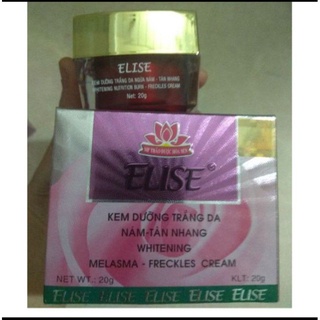 ELISE
KEM DƯỠNG TRẮNG DA NGỪA NÁM - TÀN NHANG
WHITENING NUTRITION BURN - FRECKLES CREAM
Net: 20g
ELISE®
KEM DƯỠNG TRẮNG DA
NÁM-TÀN NHANG
WHITENING
MELASMA - FRECKLES CREAM
NET WT: 20g KLT: 20g
ELISE ELISE ELISE ELISE ELISE